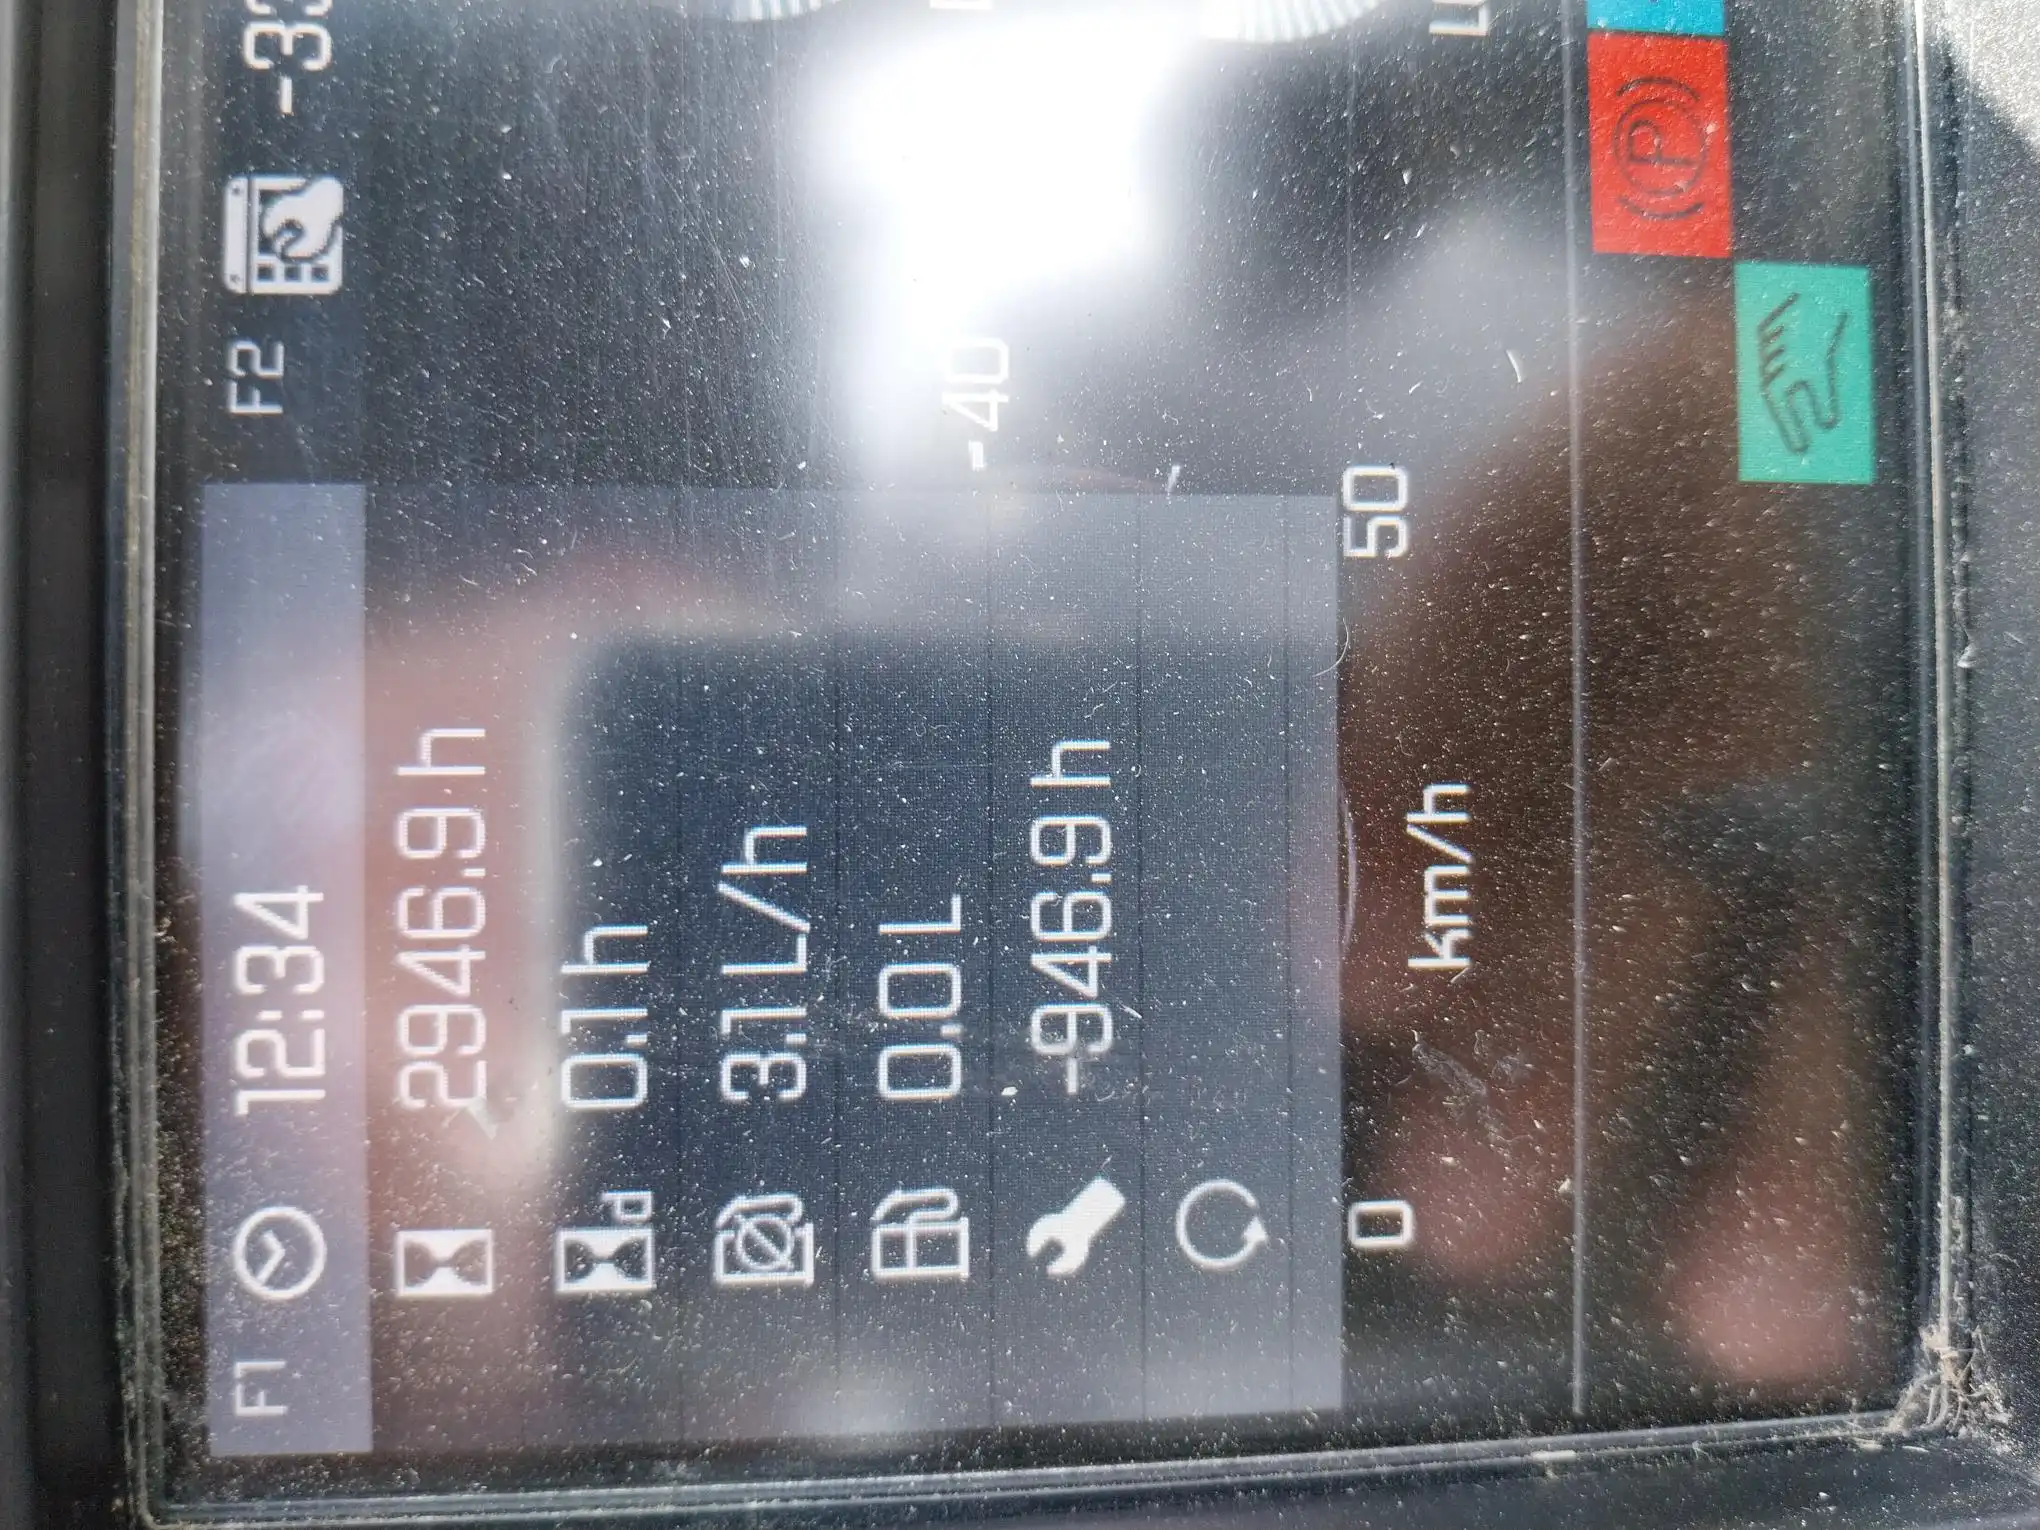 F1 12:34
2946.9 h
d 0.1 h
3.1 L/h
0.0 L
-946.9 h
F2
-40
0 50
km/h
P